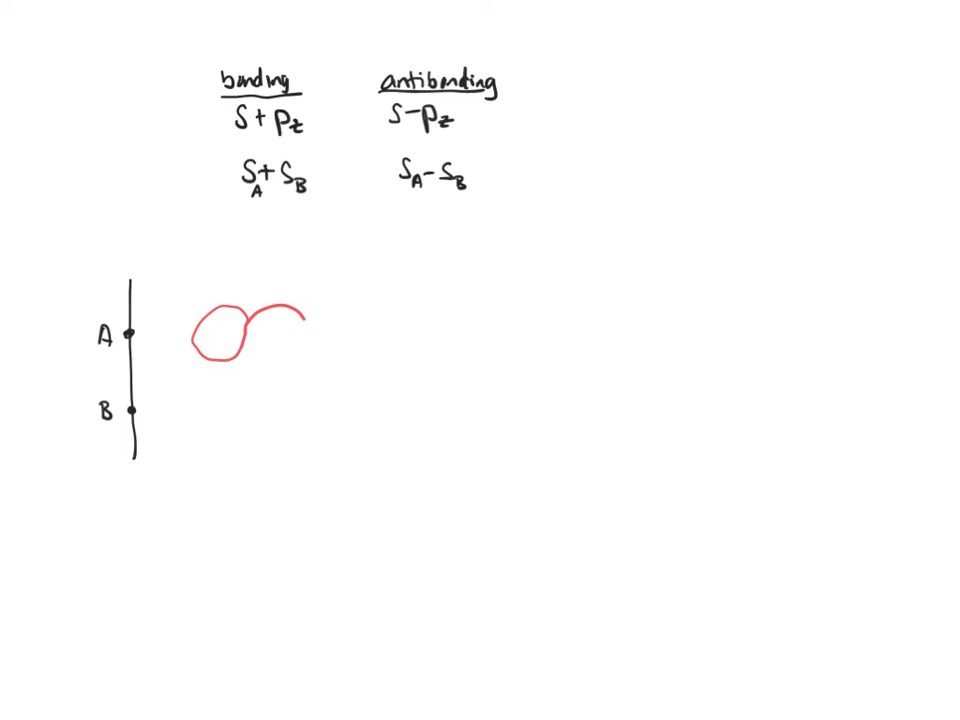 bonding antibonding
S + Pz S - Pz
SA + SB SA - SB
A
B